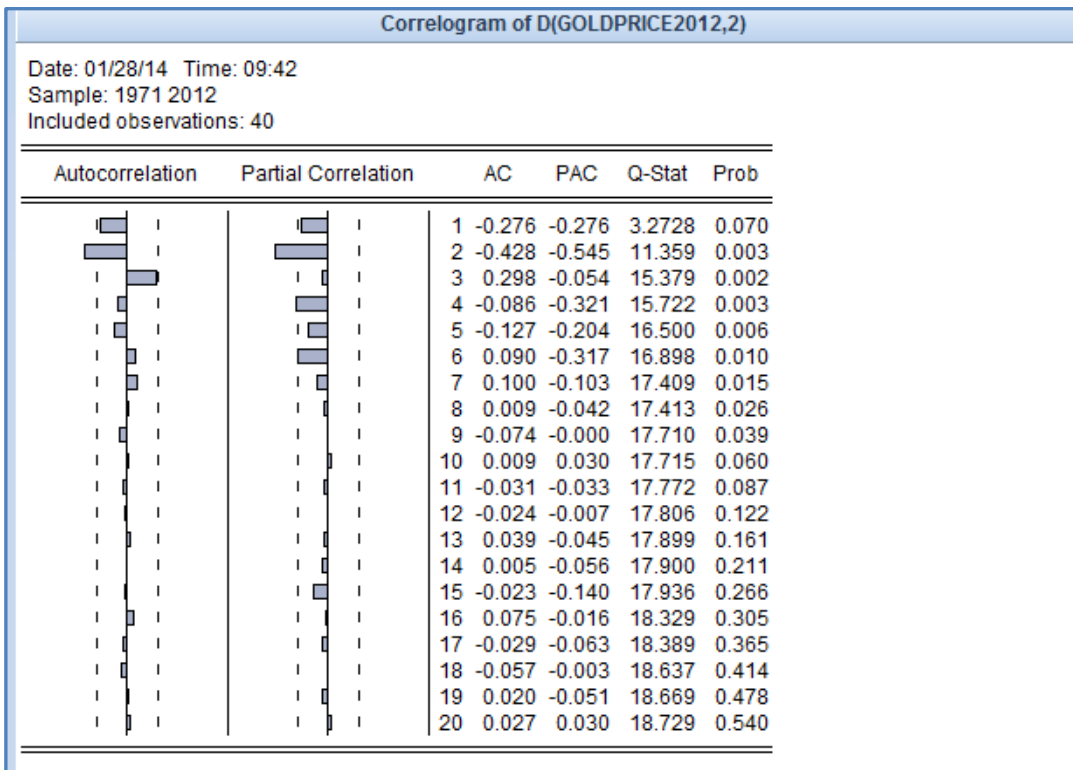 Correlogram of D(GOLDPRICE2012,2)
Date: 01/28/14 Time: 09:42
Sample: 1971 2012
Included observations: 40
Autocorrelation Partial Correlation AC PAC Q-Stat Prob
1 -0.276 -0.276 3.2728 0.070
2 -0.428 -0.545 11.359 0.003
3 0.298 -0.054 15.379 0.002
4 -0.086 -0.321 15.722 0.003
5 -0.127 -0.204 16.500 0.006
6 0.090 -0.317 16.898 0.010
7 0.100 -0.103 17.409 0.015
8 0.009 -0.042 17.413 0.026
9 -0.074 -0.000 17.710 0.039
10 0.009 0.030 17.715 0.060
11 -0.031 -0.033 17.772 0.087
12 -0.024 -0.007 17.806 0.122
13 0.039 -0.045 17.899 0.161
14 0.005 -0.056 17.900 0.211
15 -0.023 -0.140 17.936 0.266
16 0.075 -0.016 18.329 0.305
17 -0.029 -0.063 18.389 0.365
18 -0.057 -0.003 18.637 0.414
19 0.020 -0.051 18.669 0.478
20 0.027 0.030 18.729 0.540